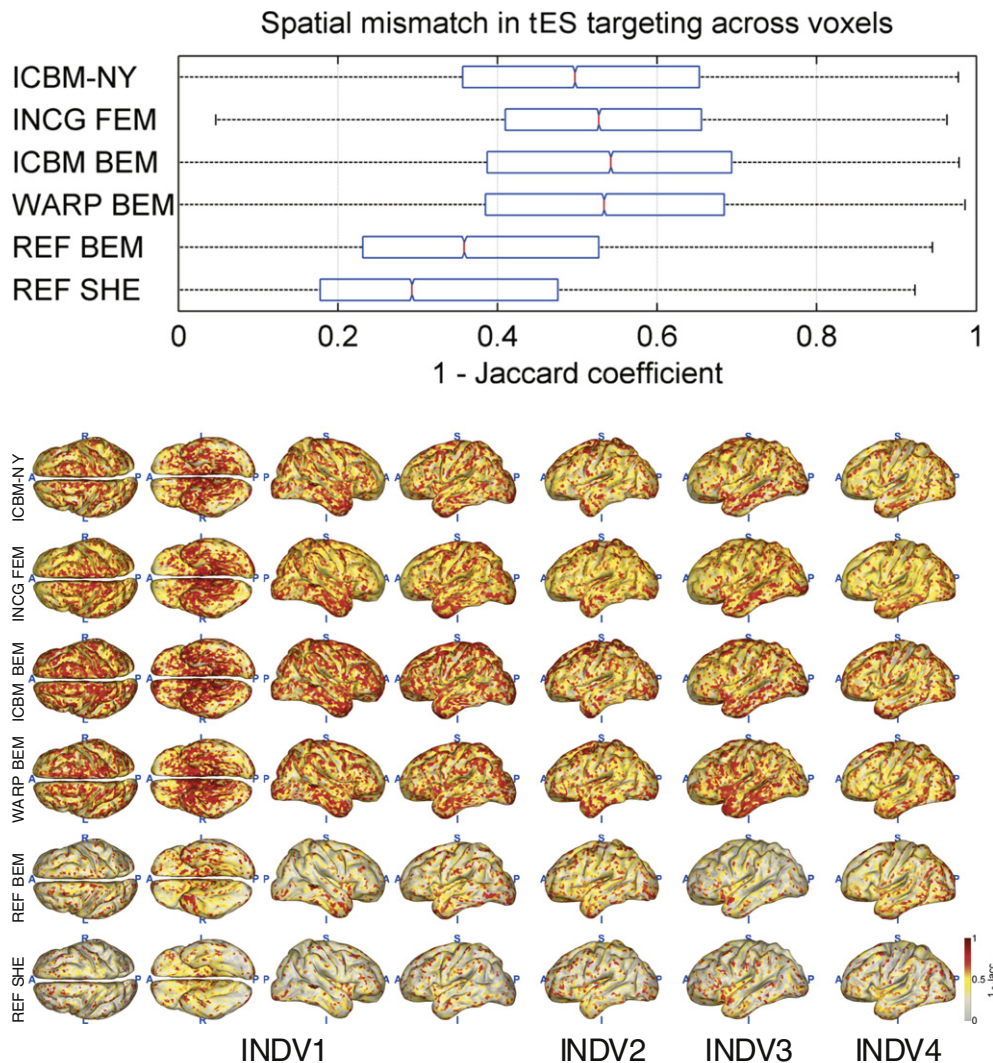 Spatial mismatch in tES targeting across voxels
ICBM-NY
INCG FEM
ICBM BEM
WARP BEM
REF BEM
REF SHE
0 0.2 0.4 0.6 0.8 1
1 - Jaccard coefficient
ICBM-NY
R L S S S S S
A P P P A A P A P A P A P
L R I I I I I
INCG FEM
R L S S S S S
A P A P P A A P A P A P A P
L R I I I I I
ICBM BEM
R L S S S S S
A P A P P A A P A P A P A P
L R I I I I I
WARP BEM
R L S S S S S
A P A P P A A P A P A P A P
L R I I I I I
REF BEM
R L S S S S S
A P A P P A A P A P A P A P
L R I I I I I
REF SHE
R L S S S S S
A P A P P A A P A P A P A P
L R I I I I I
1
0.5
0
1 - Jacc
INDV1 INDV2 INDV3 INDV4